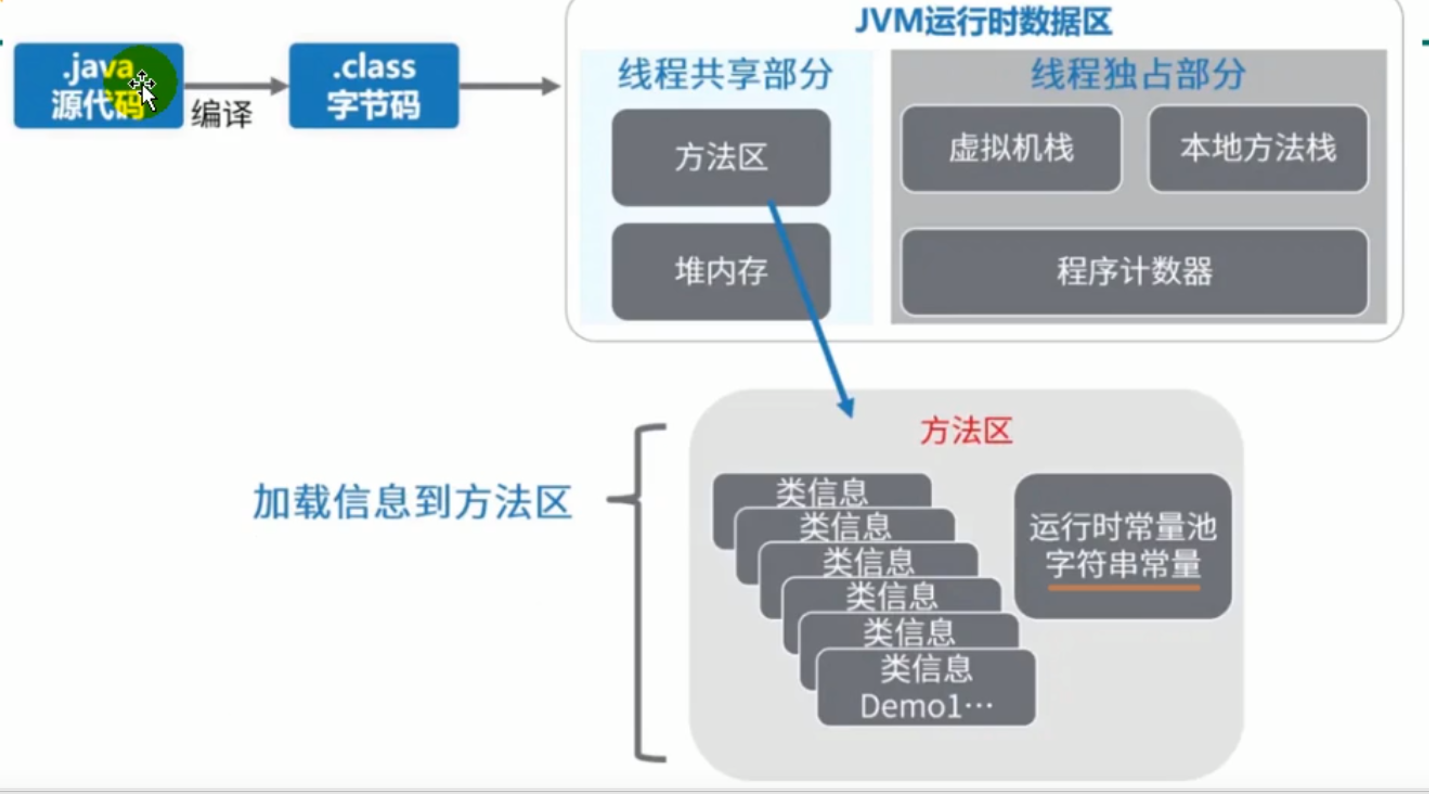 .java
源代码
编译
.class
字节码
JVM运行时数据区
线程共享部分
方法区
堆内存
线程独占部分
虚拟机栈
本地方法栈
程序计数器
加载信息到方法区
方法区
类信息
类信息
类信息
类信息
类信息
类信息
Demo1…
运行时常量池
字符串常量